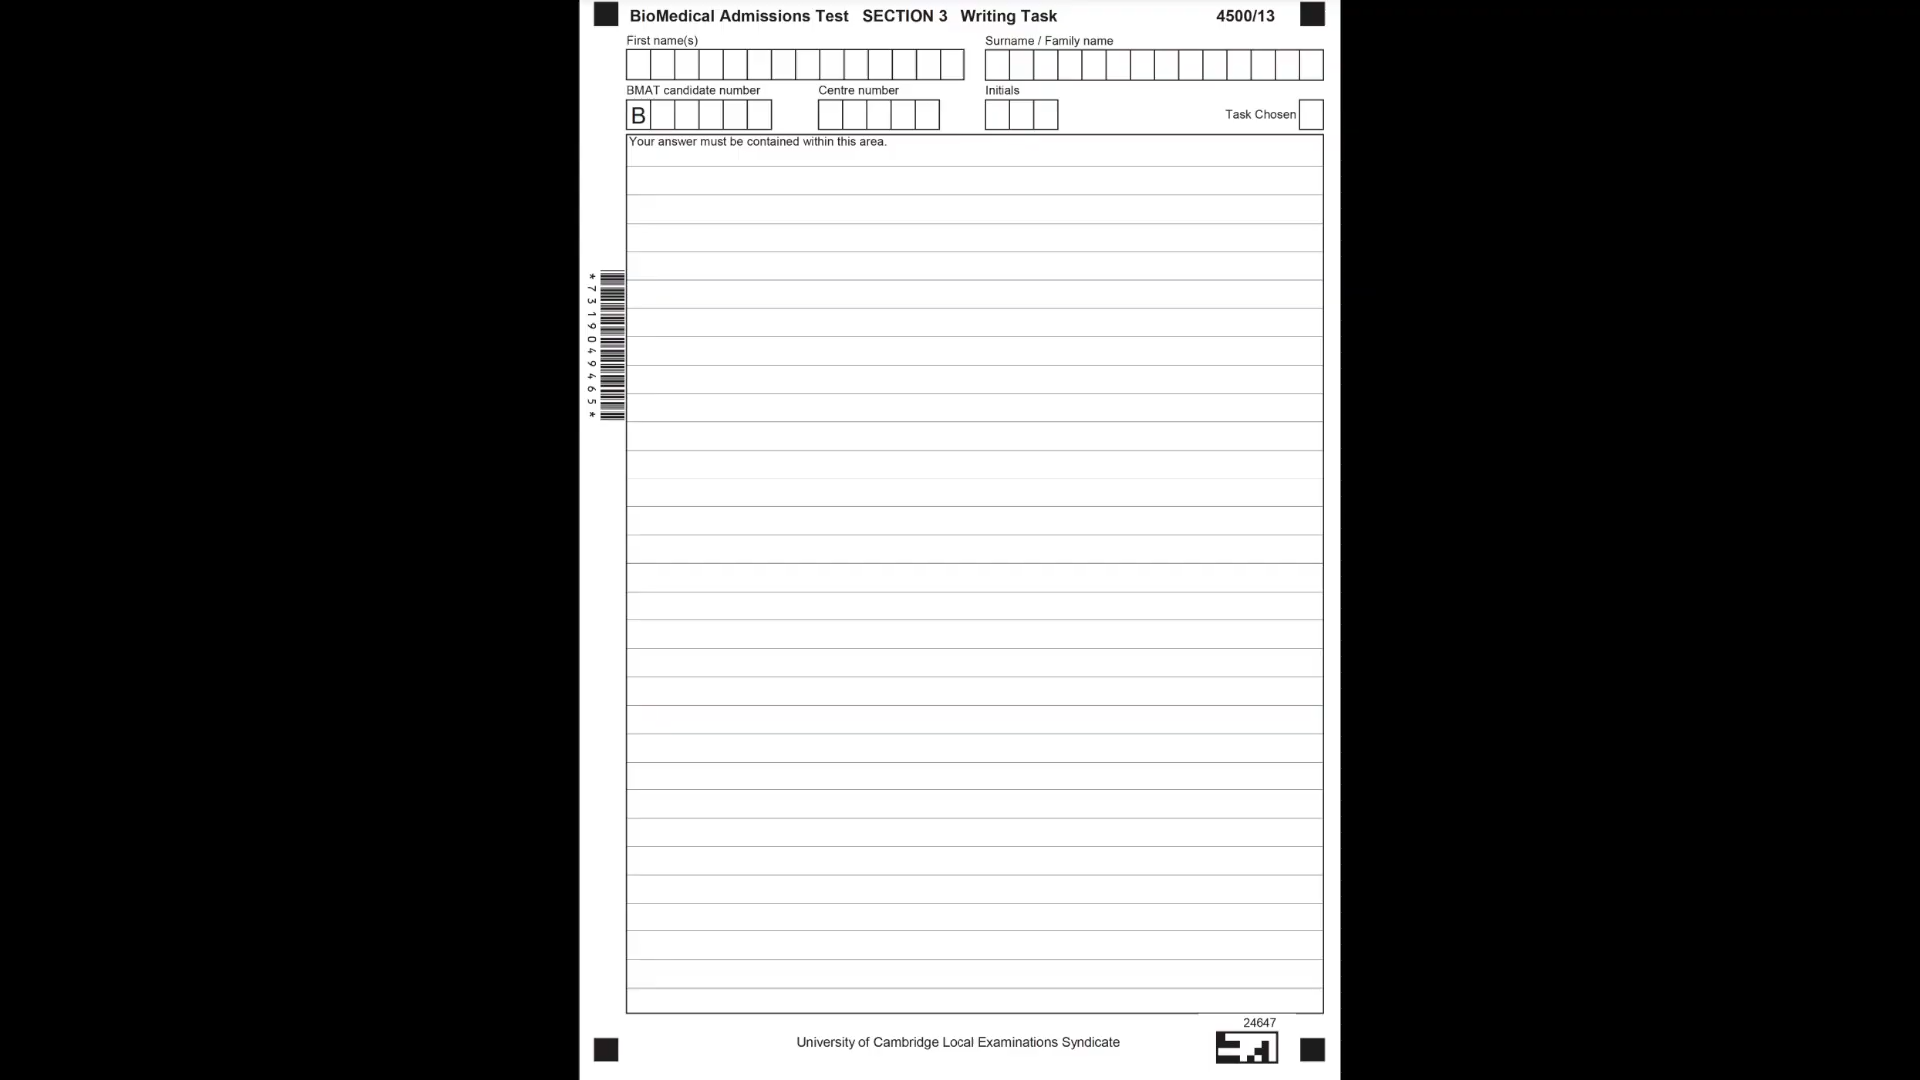 BioMedical Admissions Test SECTION 3 Writing Task 4500/13
First name(s) Surname / Family name
BMAT candidate number Centre number Initials
B Task Chosen
Your answer must be contained within this area.
*7319049465*
24647
University of Cambridge Local Examinations Syndicate